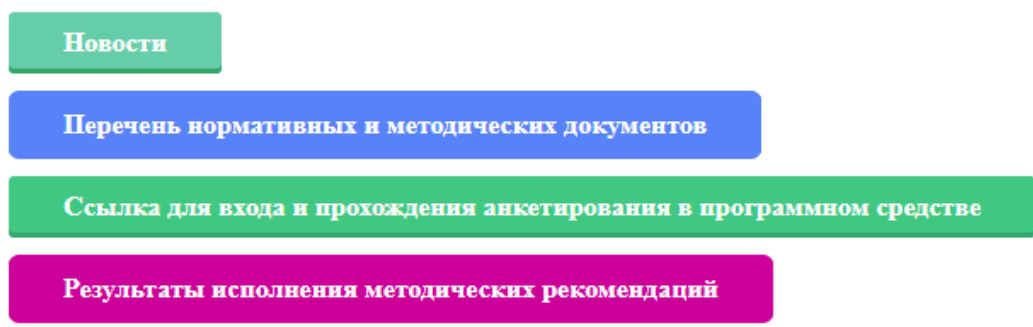 Новости
Перечень нормативных и методических документов
Ссылка для входа и прохождения анкетирования в программном средстве
Результаты исполнения методических рекомендаций